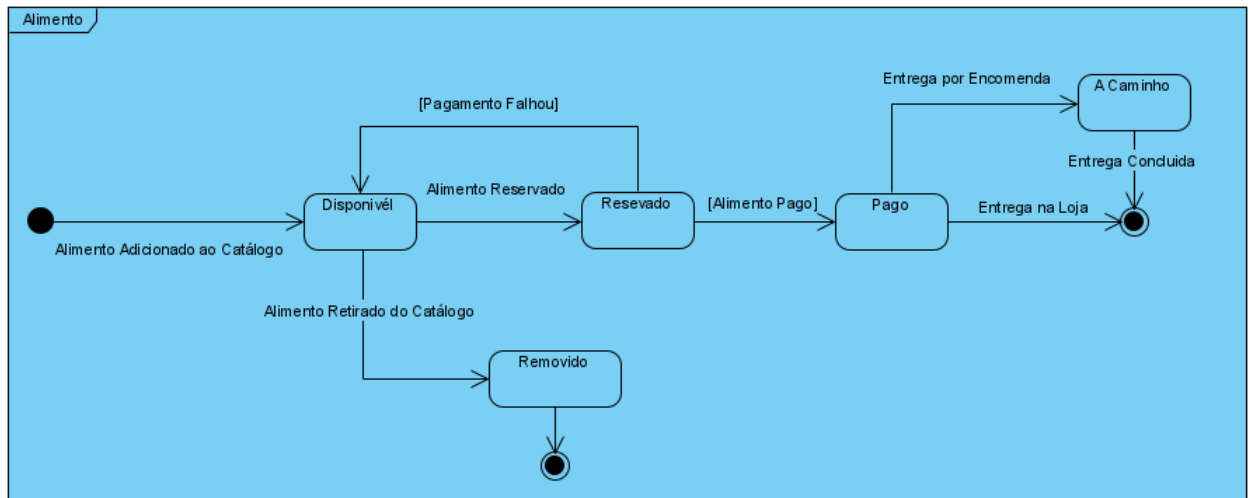 Alimento
Entrega por Encomenda
A Caminho
[Pagamento Falhou]
Entrega Concluida
Alimento Reservado
Disponivél
Resevado
[Alimento Pago]
Pago
Entrega na Loja
Alimento Adicionado ao Catálogo
Alimento Retirado do Catálogo
Removido